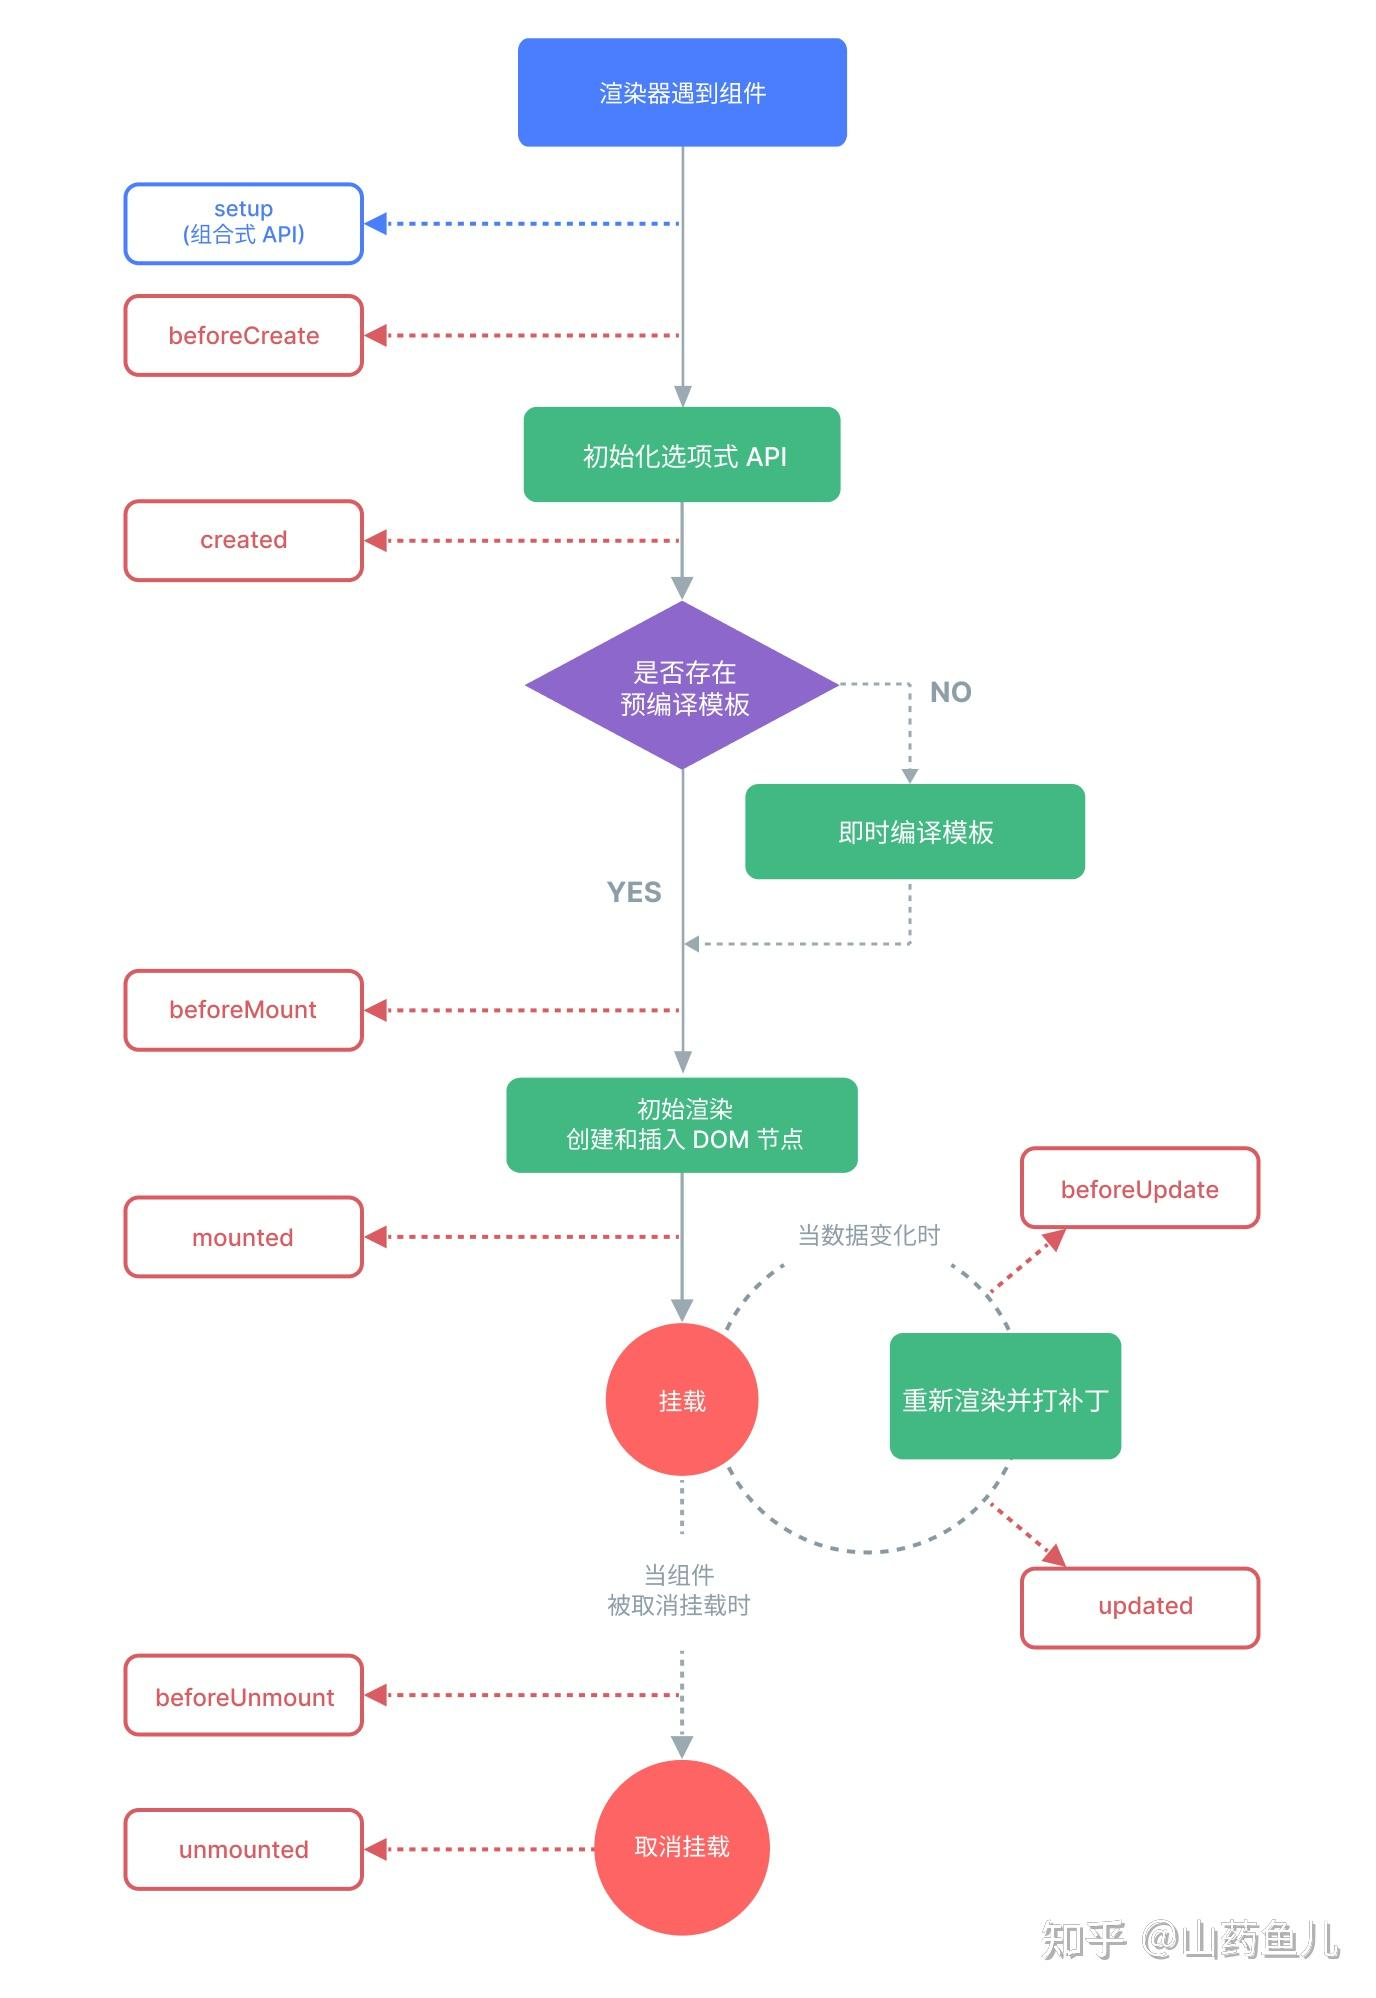 渲染器遇到组件
setup
(组合式 API)
beforeCreate
初始化选项式 API
created
是否存在
预编译模板
NO
即时编译模板
YES
beforeMount
初始渲染
创建和插入 DOM 节点
beforeUpdate
mounted
当数据变化时
挂载
重新渲染并打补丁
当组件
被取消挂载时
updated
beforeUnmount
取消挂载
unmounted
知乎 @山药鱼儿